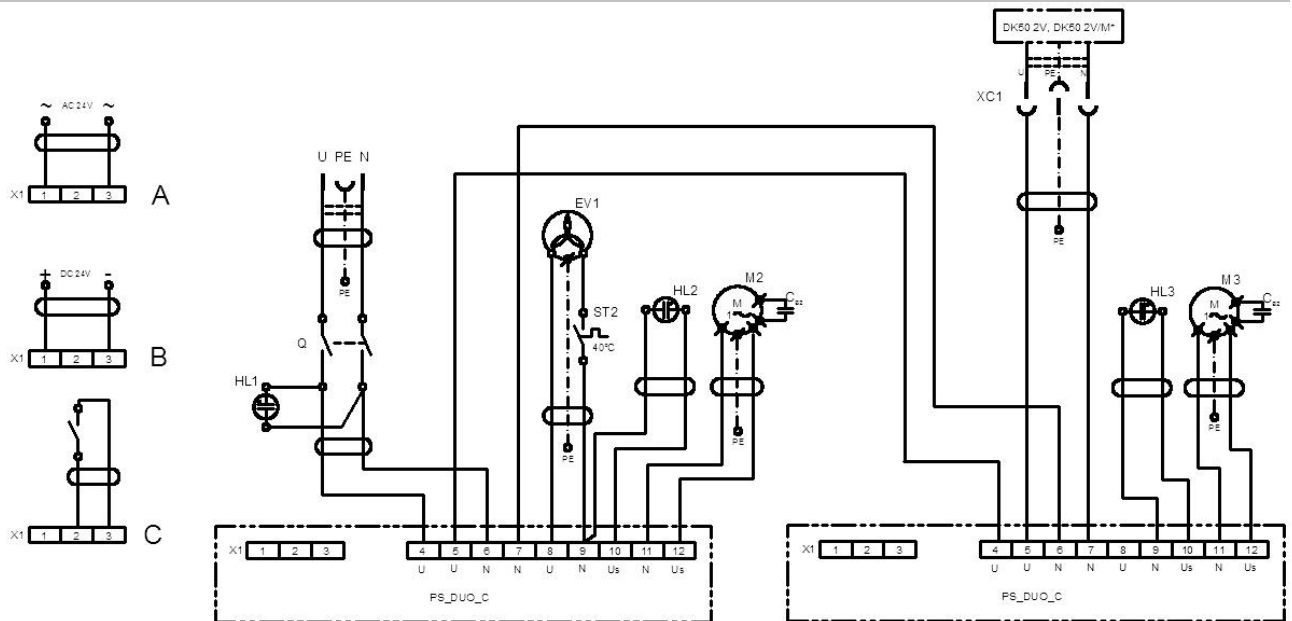 DK50 2V, DK50 2V/M*
U PE N
XC1
PE
~ AC 24V ~
X1 1 2 3 A
+ DC 24V -
X1 1 2 3 B
X1 1 2 3 C
U PE N
PE
Q
HL1
EV1
ST2
40°C
PE
HL2
M2
M
1~
PE
HL3
M3
M
1~
PE
X1 1 2 3
4 5 6 7 8 9 10 11 12
U U N N U N Us N Us
PS_DUO_C
X1 1 2 3
4 5 6 7 8 9 10 11 12
U U N N U N Us N Us
PS_DUO_C